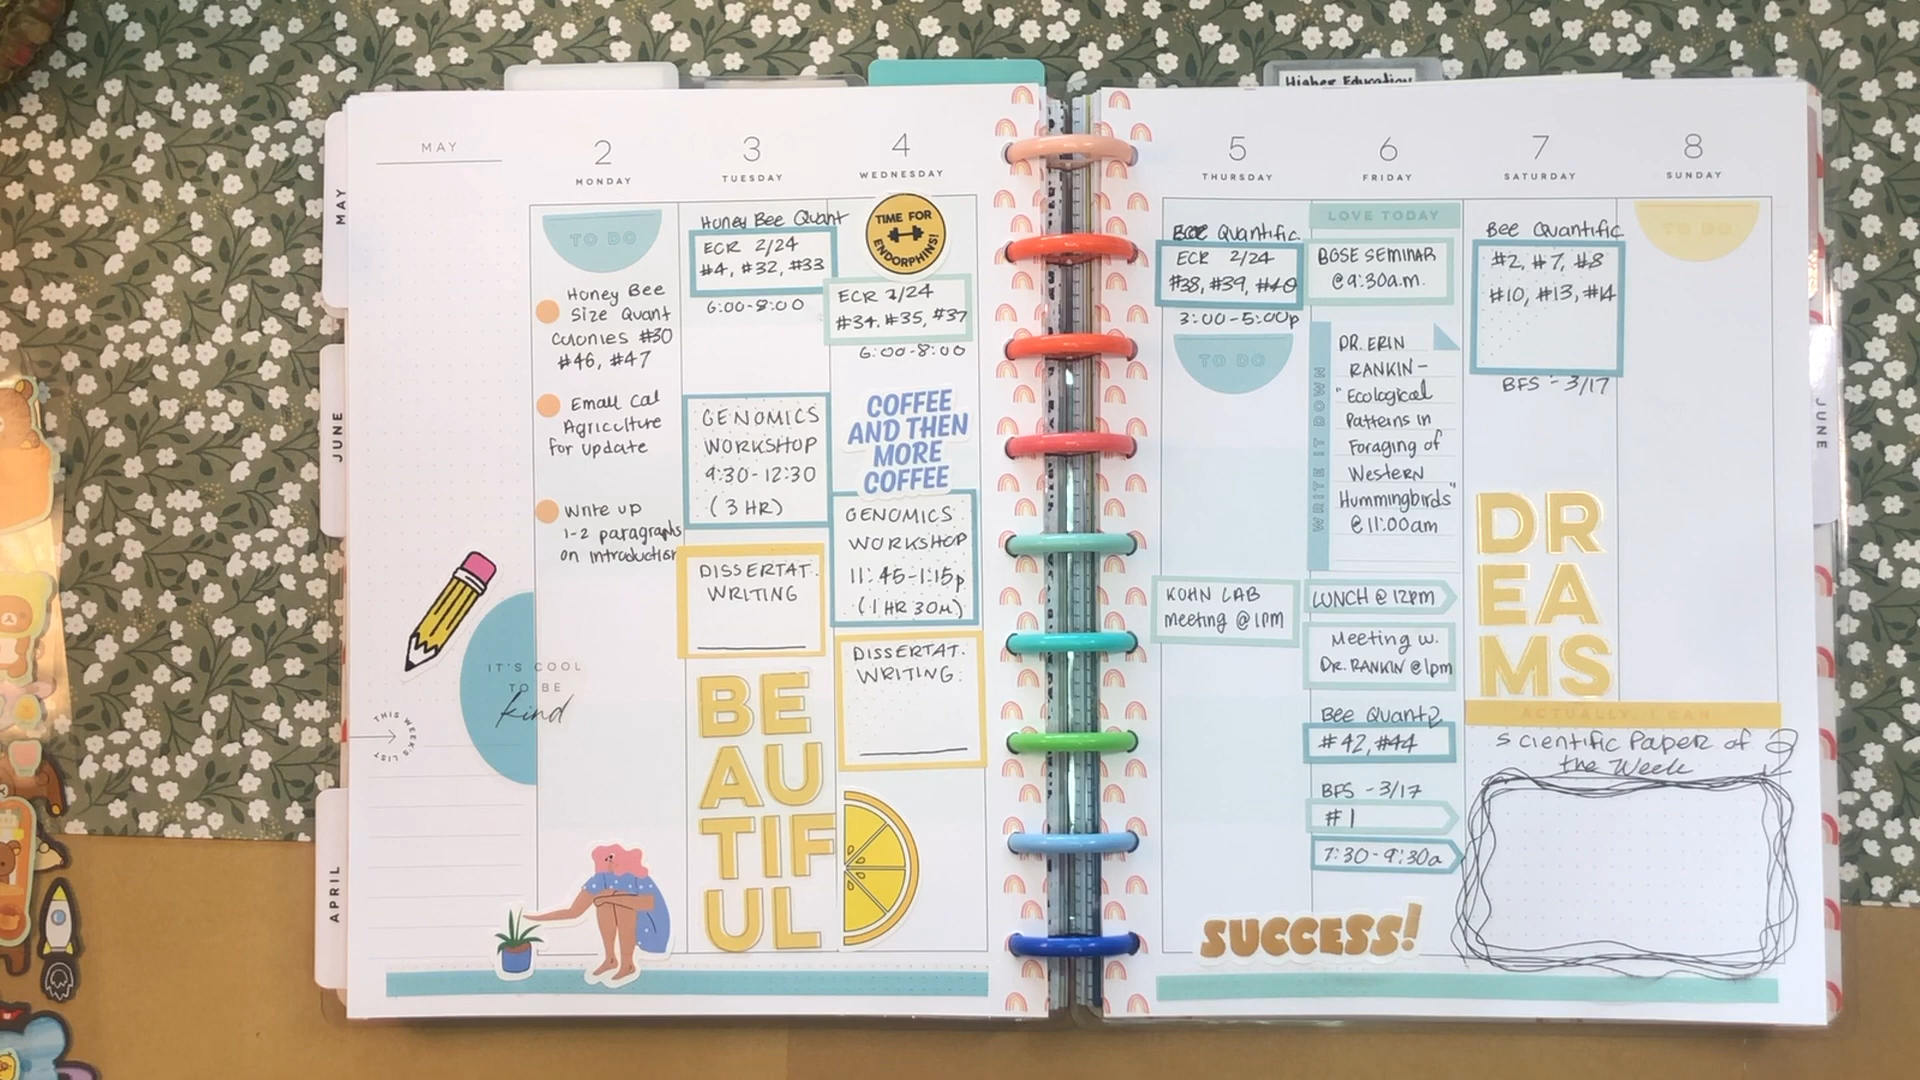 Higher Education
MAY
JUNE
APRIL
JUNE
MAY
THIS WEEK'S LIST
IT'S COOL
TO BE
kind
2
MONDAY
TO DO
Honey Bee
Size Quant
Colonies #30
#46, #47
Email Cal
Agriculture
for update
Write up
1-2 paragraphs
on introduction
3
TUESDAY
Honey Bee Quant
ECR 2/24
#4, #32, #33
6:00-8:00
GENOMICS
WORKSHOP
9:30-12:30
(3 HR)
DISSERTAT.
WRITING
BE
AU
TIF
UL
4
WEDNESDAY
TIME FOR
ENDORPHINS!
ECR 2/24
#34. #35, #37
6:00-8:00
COFFEE
AND THEN
MORE
COFFEE
GENOMICS
WORKSHOP
11:45-1:15p
(1 HR 30M)
DISSERTAT.
WRITING.
5
THURSDAY
Bee Quantific.
ECR 2/24
#38, #39, #40
3:00-5:00p
TO DO
KOHN LAB
meeting @ 1pm
SUCCESS!
6
FRIDAY
LOVE TODAY
BGSE SEMINAR
@ 9:30a.m.
WRITE IT DOWN
DR. ERIN
RANKIN-
"Ecological
Patterns in
Foraging of
Western
Hummingbirds"
@ 11:00am
LUNCH @ 12pm
Meeting w.
Dr. RANKIN @ 1pm
Bee Quant
#42, #44
BFS - 3/17
#1
7:30-9:30a
7
SATURDAY
Bee Quantific
#2, #7, #8
#10, #13, #14
BFS - 3/17
DR
EA
MS
8
SUNDAY
TO DO
ACTUALLY, I CAN
Scientific Paper of
the Week